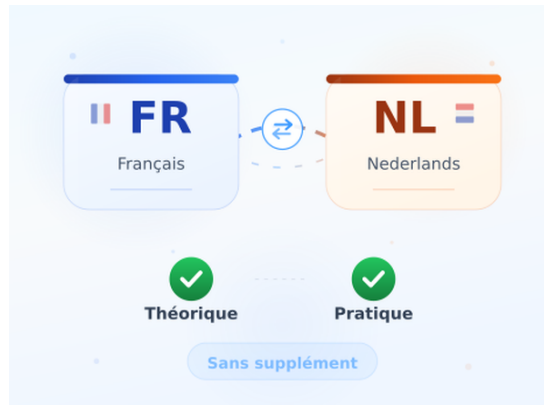 FR
NL
Français
Nederlands
Théorique
Pratique
Sans supplément